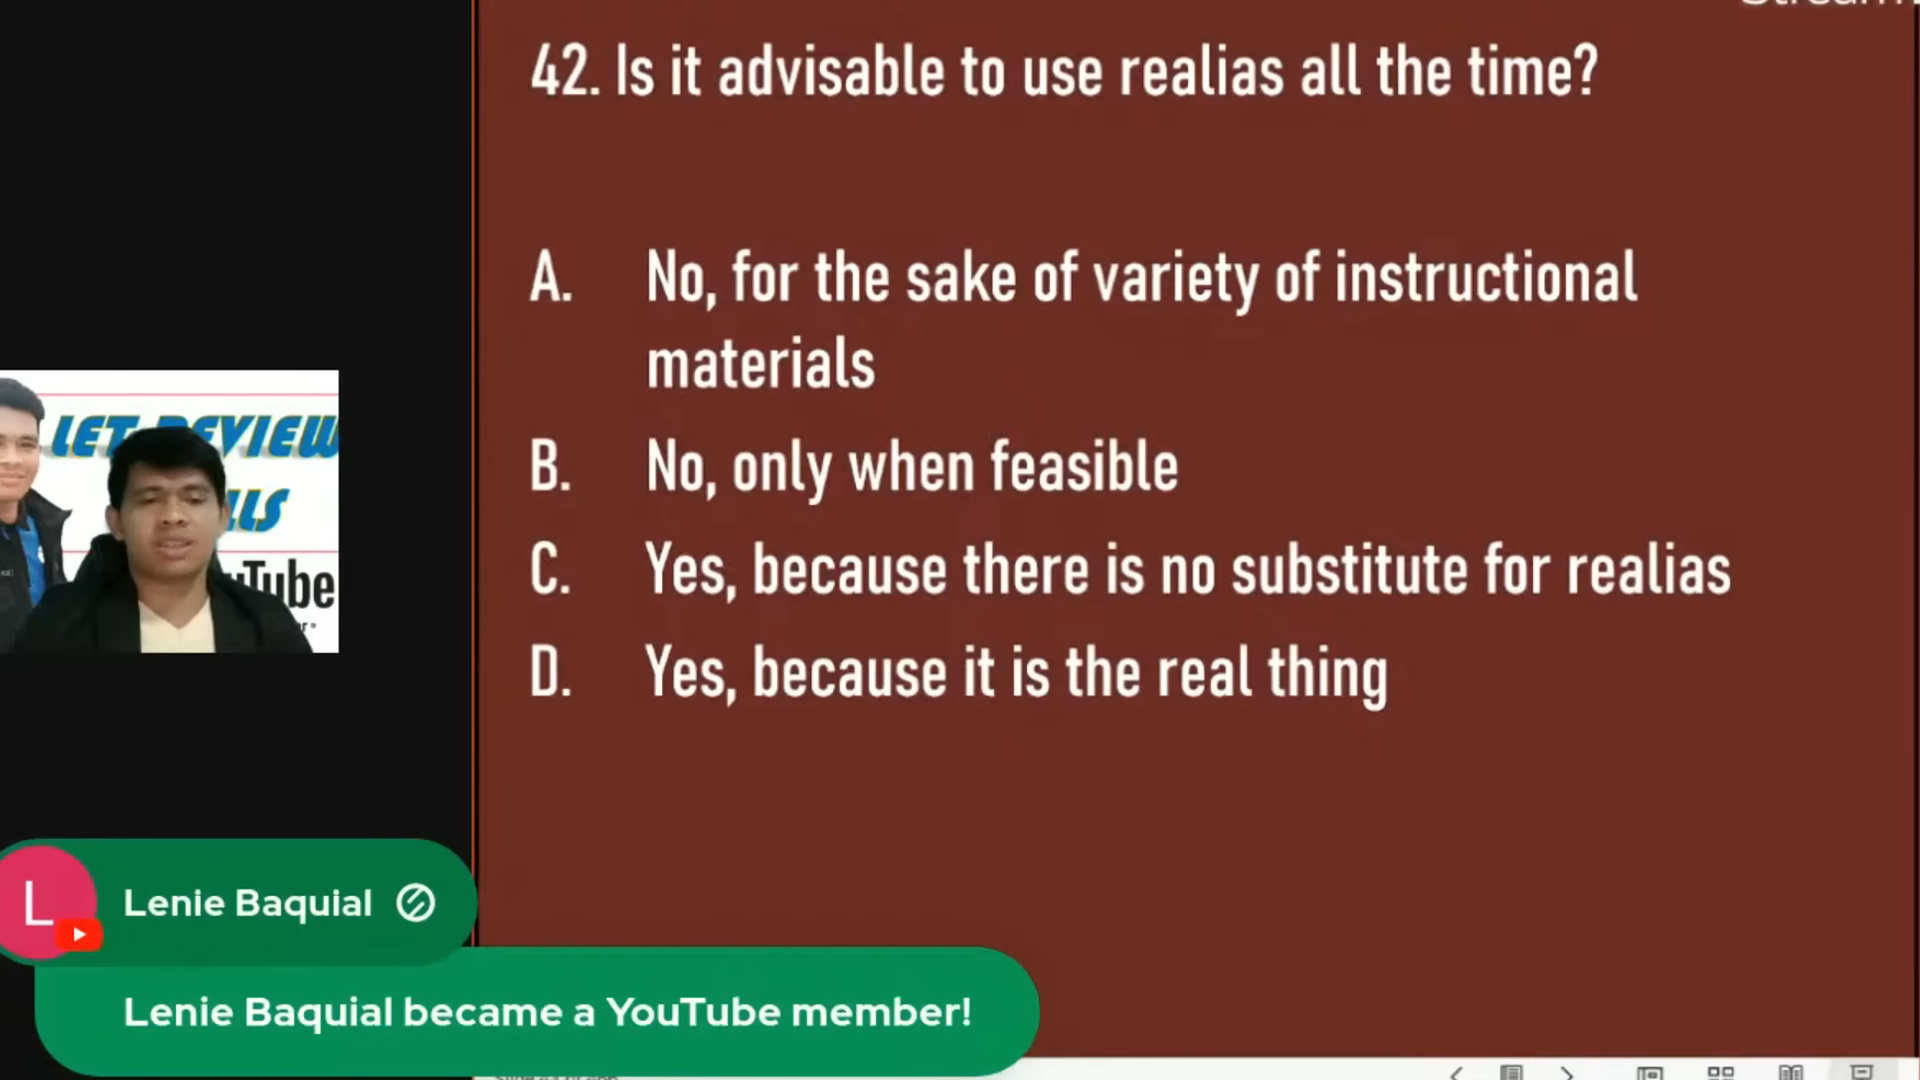 42. Is it advisable to use realias all the time?
A. No, for the sake of variety of instructional
materials
B. No, only when feasible
C. Yes, because there is no substitute for realias
D. Yes, because it is the real thing
LET REVIEW
L
Lenie Baquial
Lenie Baquial became a YouTube member!